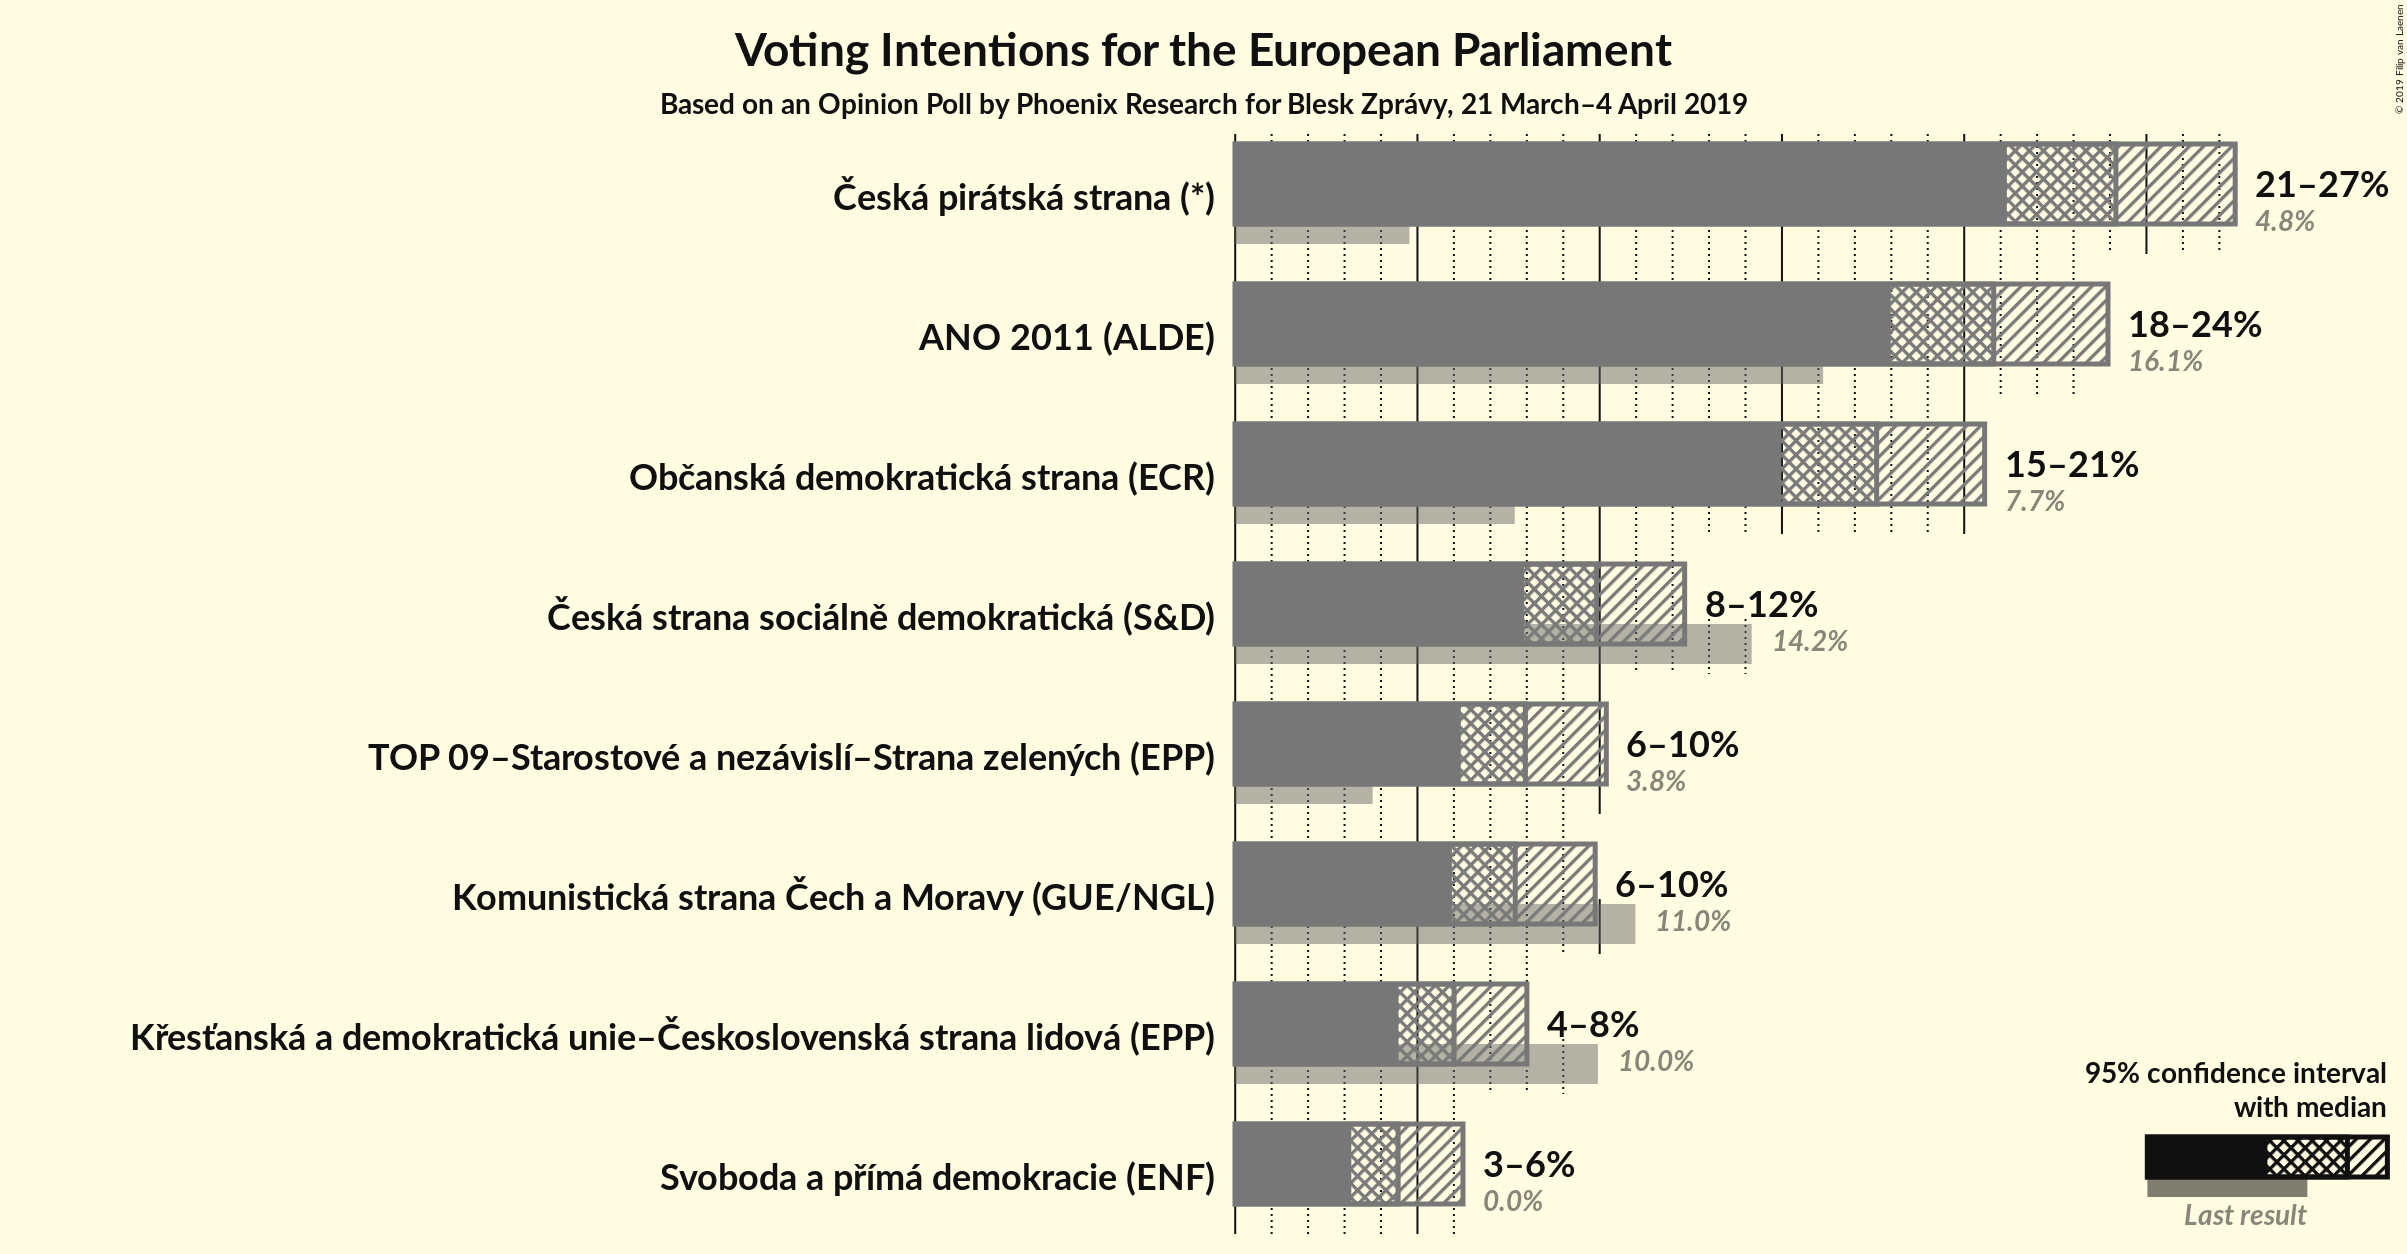 Voting Intentions for the European Parliament
Based on an Opinion Poll by Phoenix Research for Blesk Zprávy, 21 March–4 April 2019
© 2019 Filip van Laenen
Česká pirátská strana (*)
21–27%
4.8%
ANO 2011 (ALDE)
18–24%
16.1%
Občanská demokratická strana (ECR)
15–21%
7.7%
Česká strana sociálně demokratická (S&D)
8–12%
14.2%
TOP 09–Starostové a nezávislí–Strana zelených (EPP)
6–10%
3.8%
Komunistická strana Čech a Moravy (GUE/NGL)
6–10%
11.0%
Křesťanská a demokratická unie–Československá strana lidová (EPP)
4–8%
10.0%
Svoboda a přímá demokracie (ENF)
3–6%
0.0%
95% confidence interval
with median
Last result